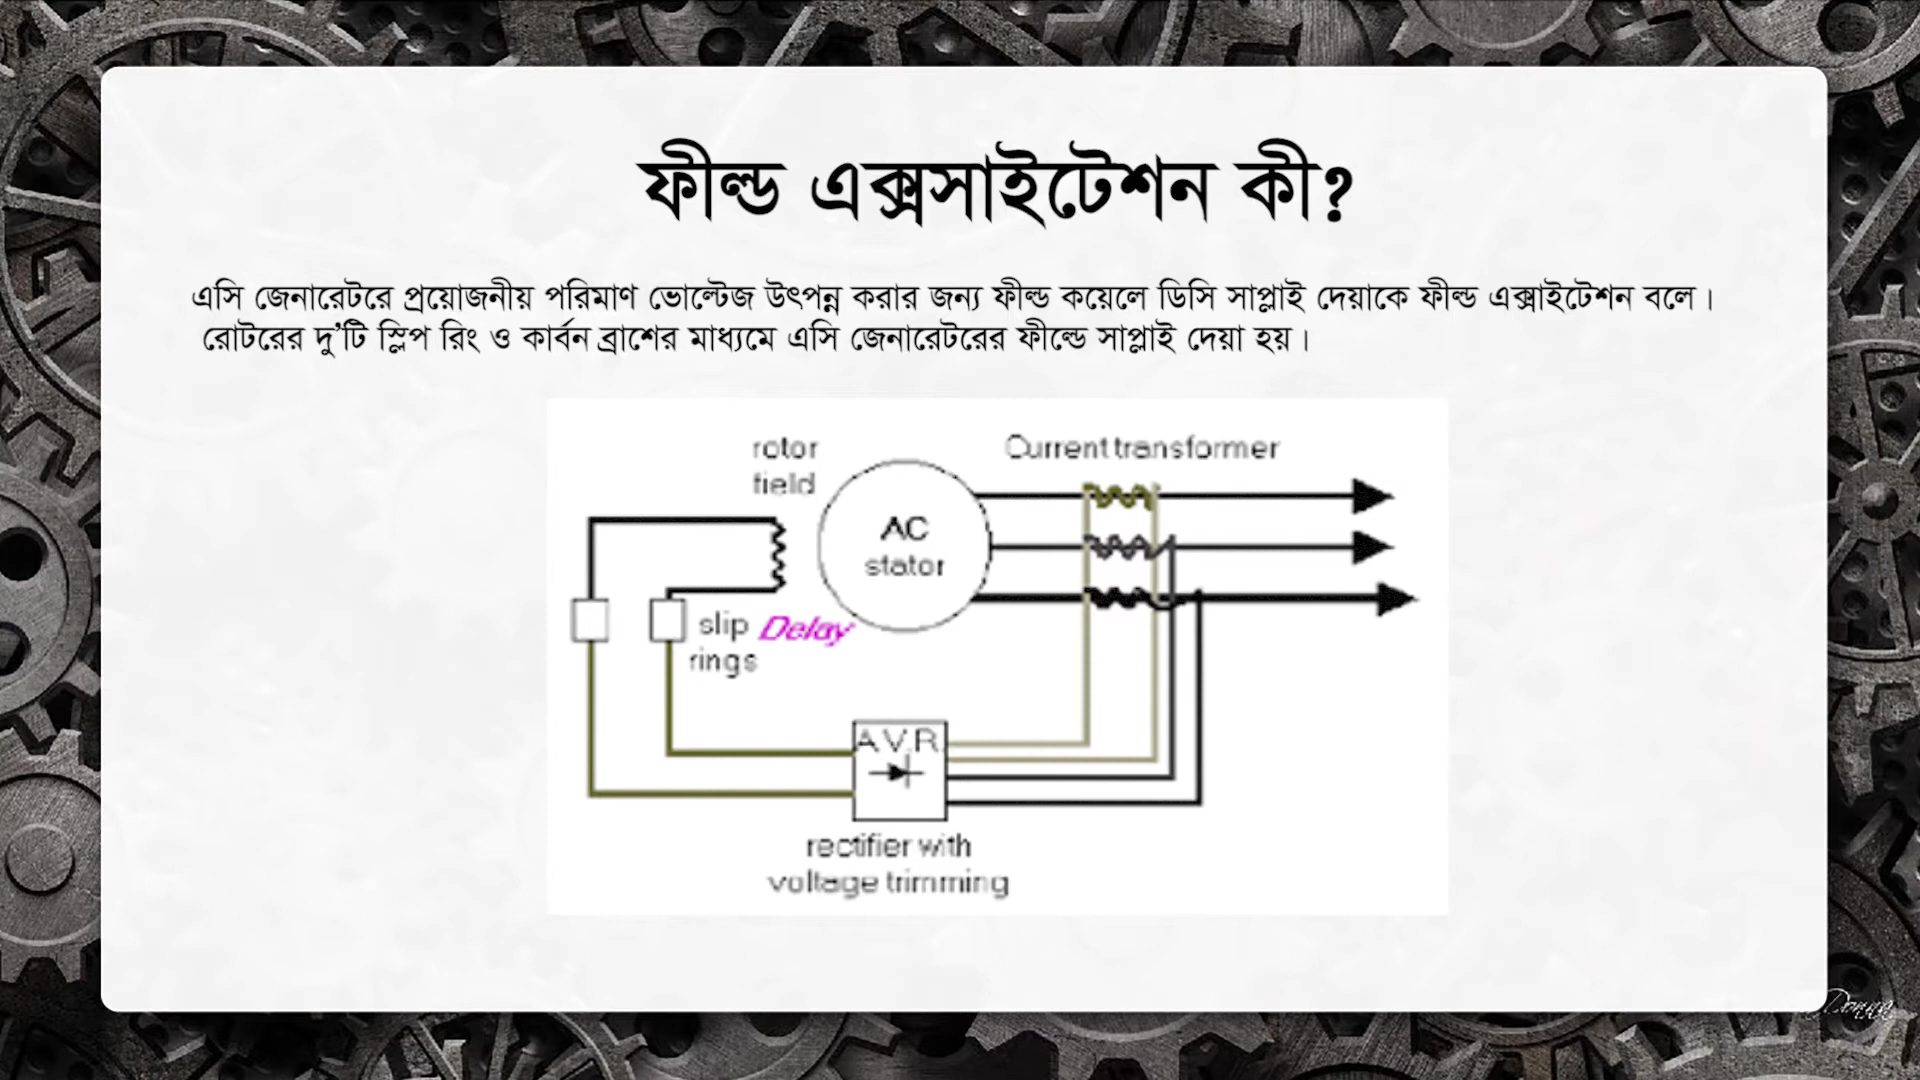 ফীল্ড এক্সসাইটেশন কী?
এসি জেনারেটরে প্রয়োজনীয় পরিমাণ ভোল্টেজ উৎপন্ন করার জন্য ফীল্ড কয়েলে ডিসি সাপ্লাই দেয়াকে ফীল্ড এক্সাইটেশন বলে।
রোটরের দু’টি স্লিপ রিং ও কার্বন ব্রাশের মাধ্যমে এসি জেনারেটরের ফীল্ডে সাপ্লাই দেয়া হয়।
rotor
field
Current transformer
AC
stator
slip
rings
Delay
A.V.R.
rectifier with
voltage trimming